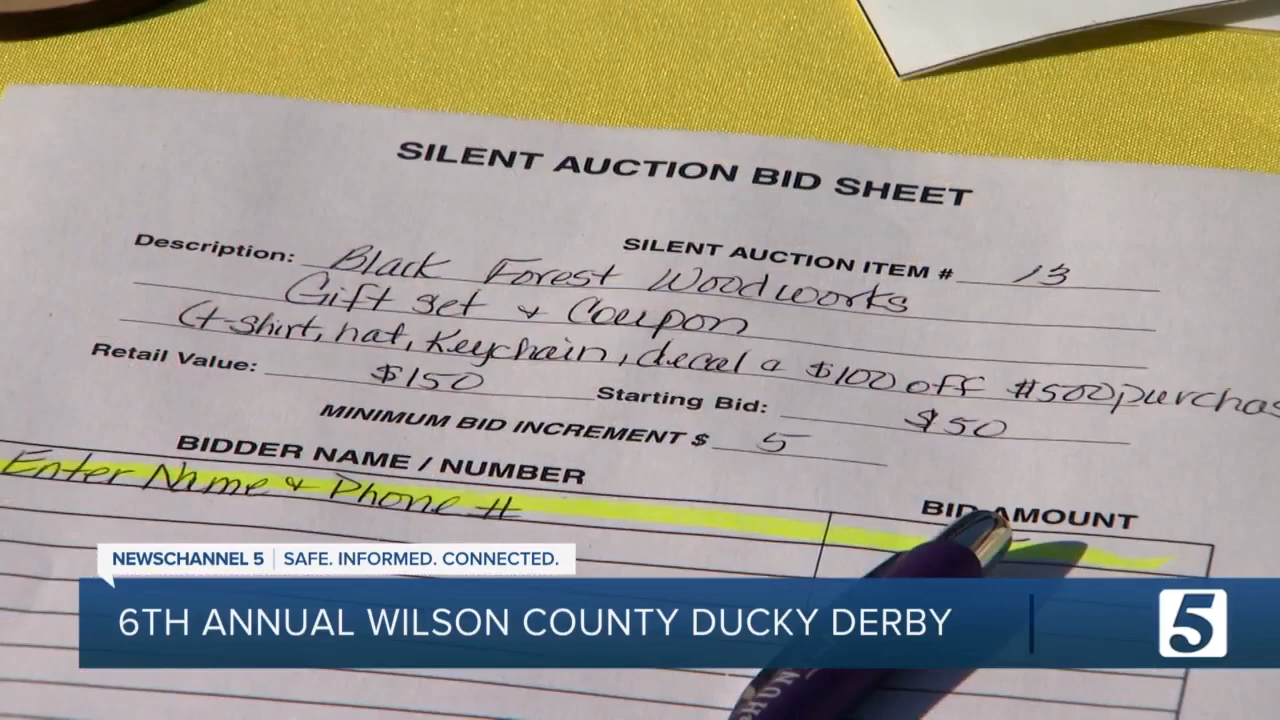 SILENT AUCTION BID SHEET
SILENT AUCTION ITEM # 13
Description: Black Forest Woodworks
Gift set & Coupon
(t-shirt, hat, Keychain, decal & $100 off $500 purchas
Retail Value: $150
Starting Bid: $50
MINIMUM BID INCREMENT $ 5
BIDDER NAME / NUMBER
BID AMOUNT
Enter Name & Phone #
NEWSCHANNEL 5 | SAFE. INFORMED. CONNECTED.
6TH ANNUAL WILSON COUNTY DUCKY DERBY
5
HUN